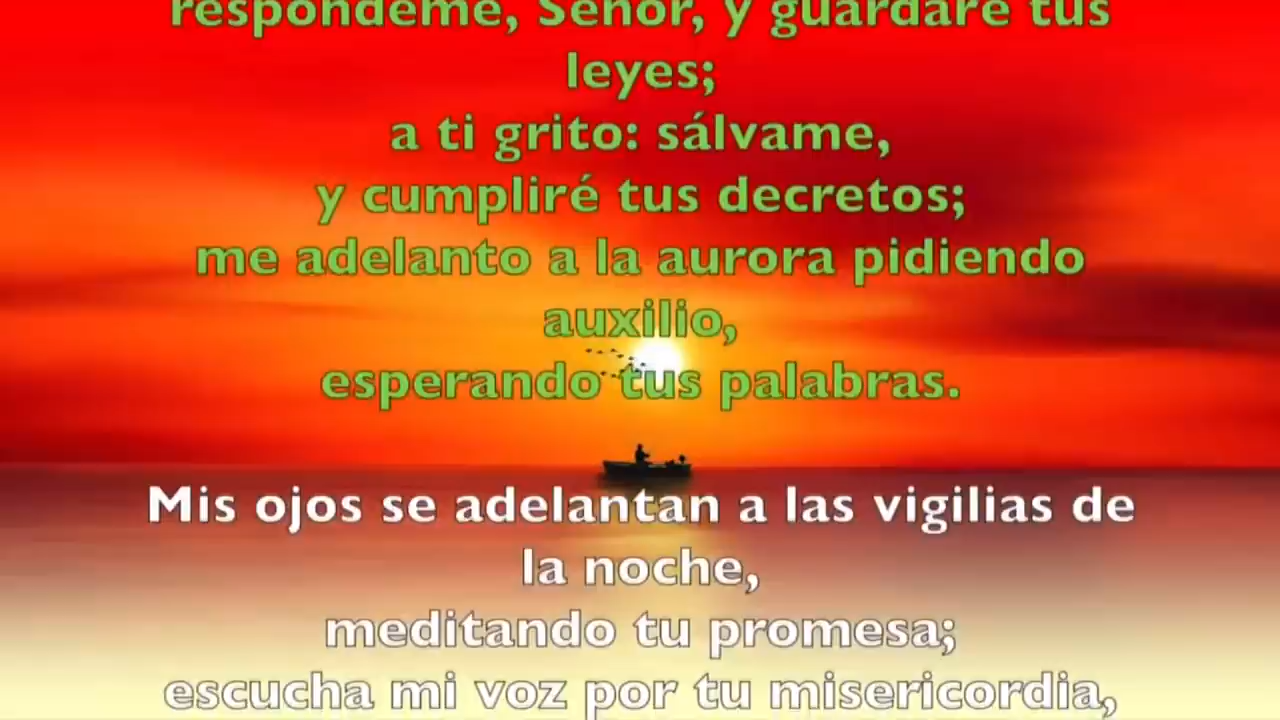 respóndeme, Señor, y guardaré tus
leyes;
a ti grito: sálvame,
y cumpliré tus decretos;
me adelanto a la aurora pidiendo
auxilio,
esperando tus palabras.
Mis ojos se adelantan a las vigilias de
la noche,
meditando tu promesa;
escucha mi voz por tu misericordia,